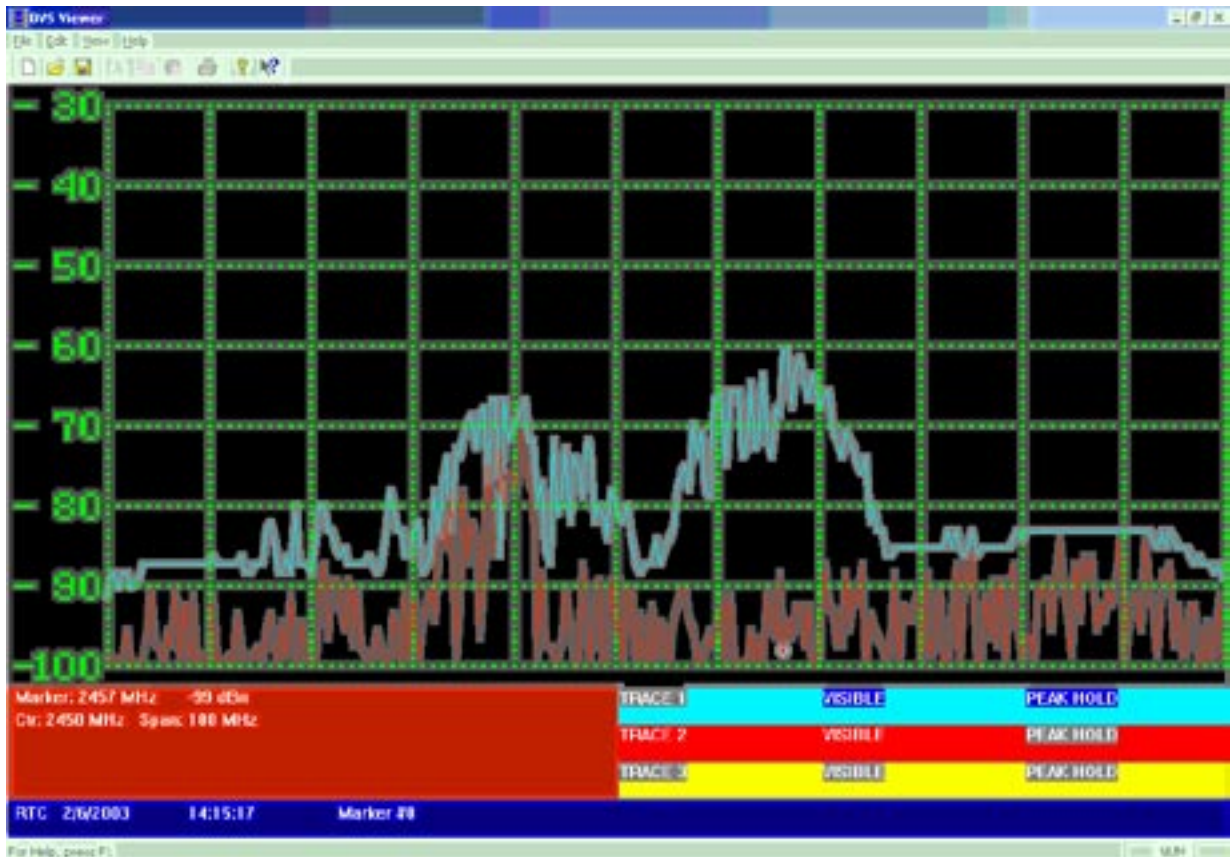 DVS Viewer
File Edit View Help
- 30
- 40
- 50
- 60
- 70
- 80
- 90
-100
Marker: 2457 MHz -99 dBm
Ctr: 2450 MHz Span: 100 MHz
TRACE 1 VISIBLE PEAK HOLD
TRACE 2 VISIBLE PEAK HOLD
TRACE 3 VISIBLE PEAK HOLD
RTC 2/6/2003 14:15:17 Marker #0
For Help, press F1
NUM